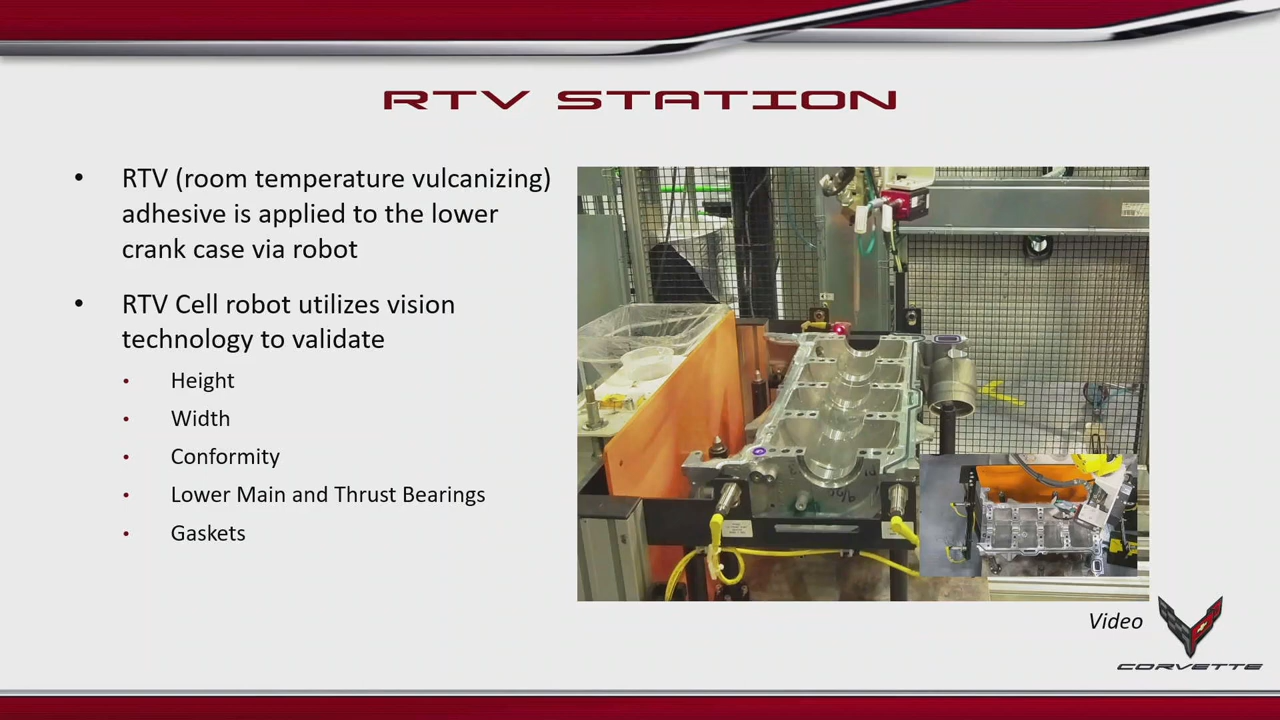 RTV STATION
• RTV (room temperature vulcanizing)
adhesive is applied to the lower
crank case via robot
• RTV Cell robot utilizes vision
technology to validate
• Height
• Width
• Conformity
• Lower Main and Thrust Bearings
• Gaskets
Video
CORVETTE